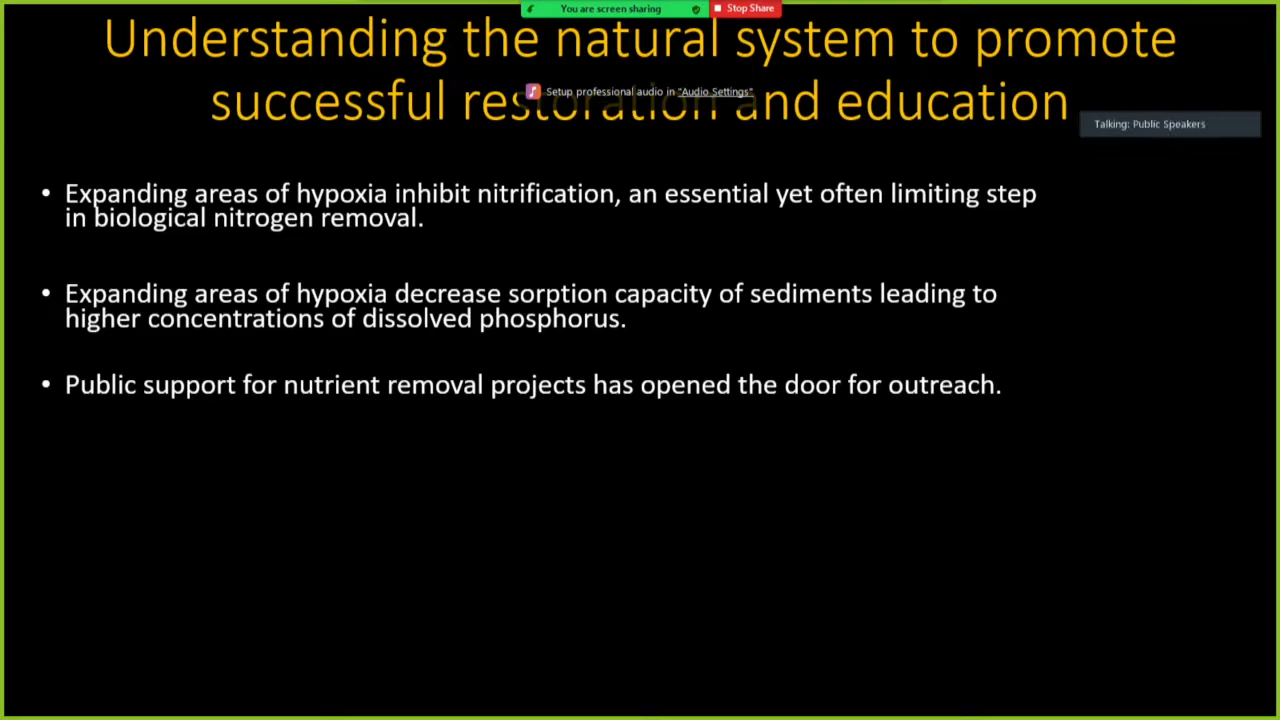 You are screen sharing
Stop Share
Understanding the natural system to promote
successful restoration and education
Setup professional audio in "Audio Settings"
Talking: Public Speakers
• Expanding areas of hypoxia inhibit nitrification, an essential yet often limiting step
in biological nitrogen removal.
• Expanding areas of hypoxia decrease sorption capacity of sediments leading to
higher concentrations of dissolved phosphorus.
• Public support for nutrient removal projects has opened the door for outreach.